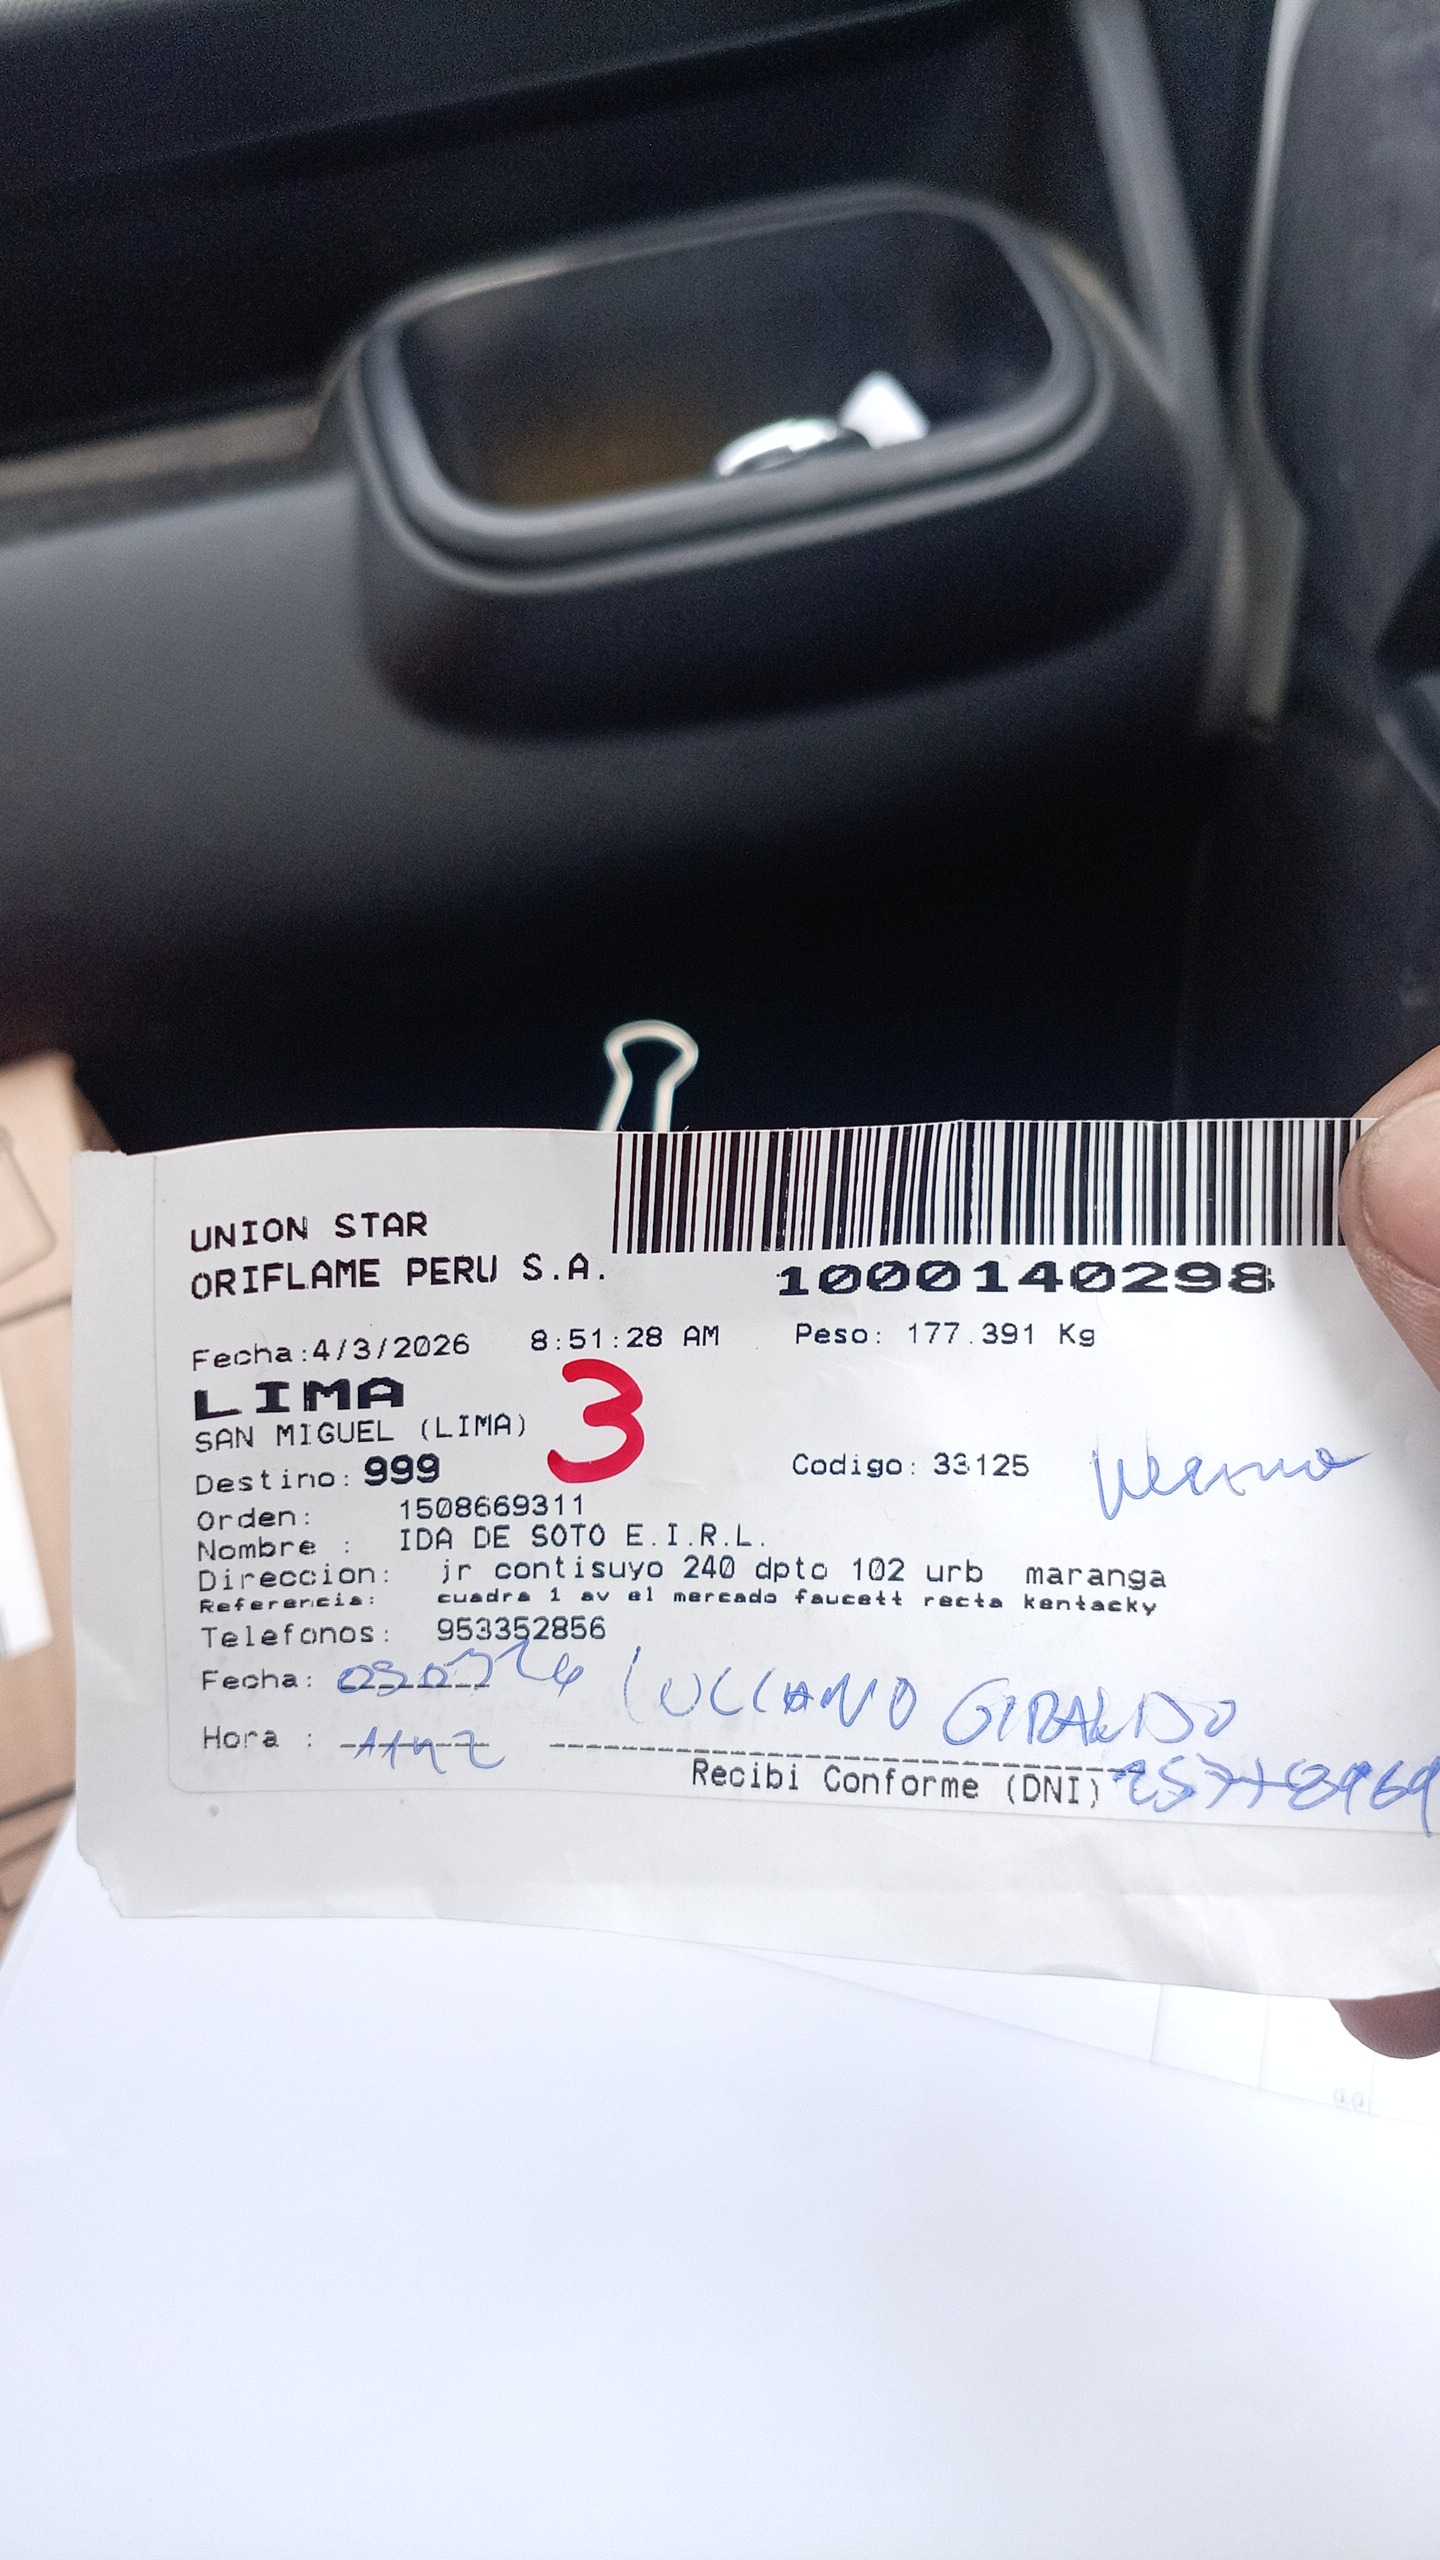 UNION STAR
ORIFLAME PERU S.A.
1000140298
Fecha:4/3/2026 8:51:28 AM Peso: 177.391 Kg
LIMA
3
SAN MIGUEL (LIMA)
Destino: 999 Codigo: 33125
Orden: 1508669311
Nombre : IDA DE SOTO E.I.R.L.
Direccion: jr contisuyo 240 dpto 102 urb maranga
Referencia: cuadra 1 av el mercado faucett recta kentacky
Telefonos: 953352856
Fecha: LUCIANO GIRALDO
Hora :
Recibi Conforme (DNI)